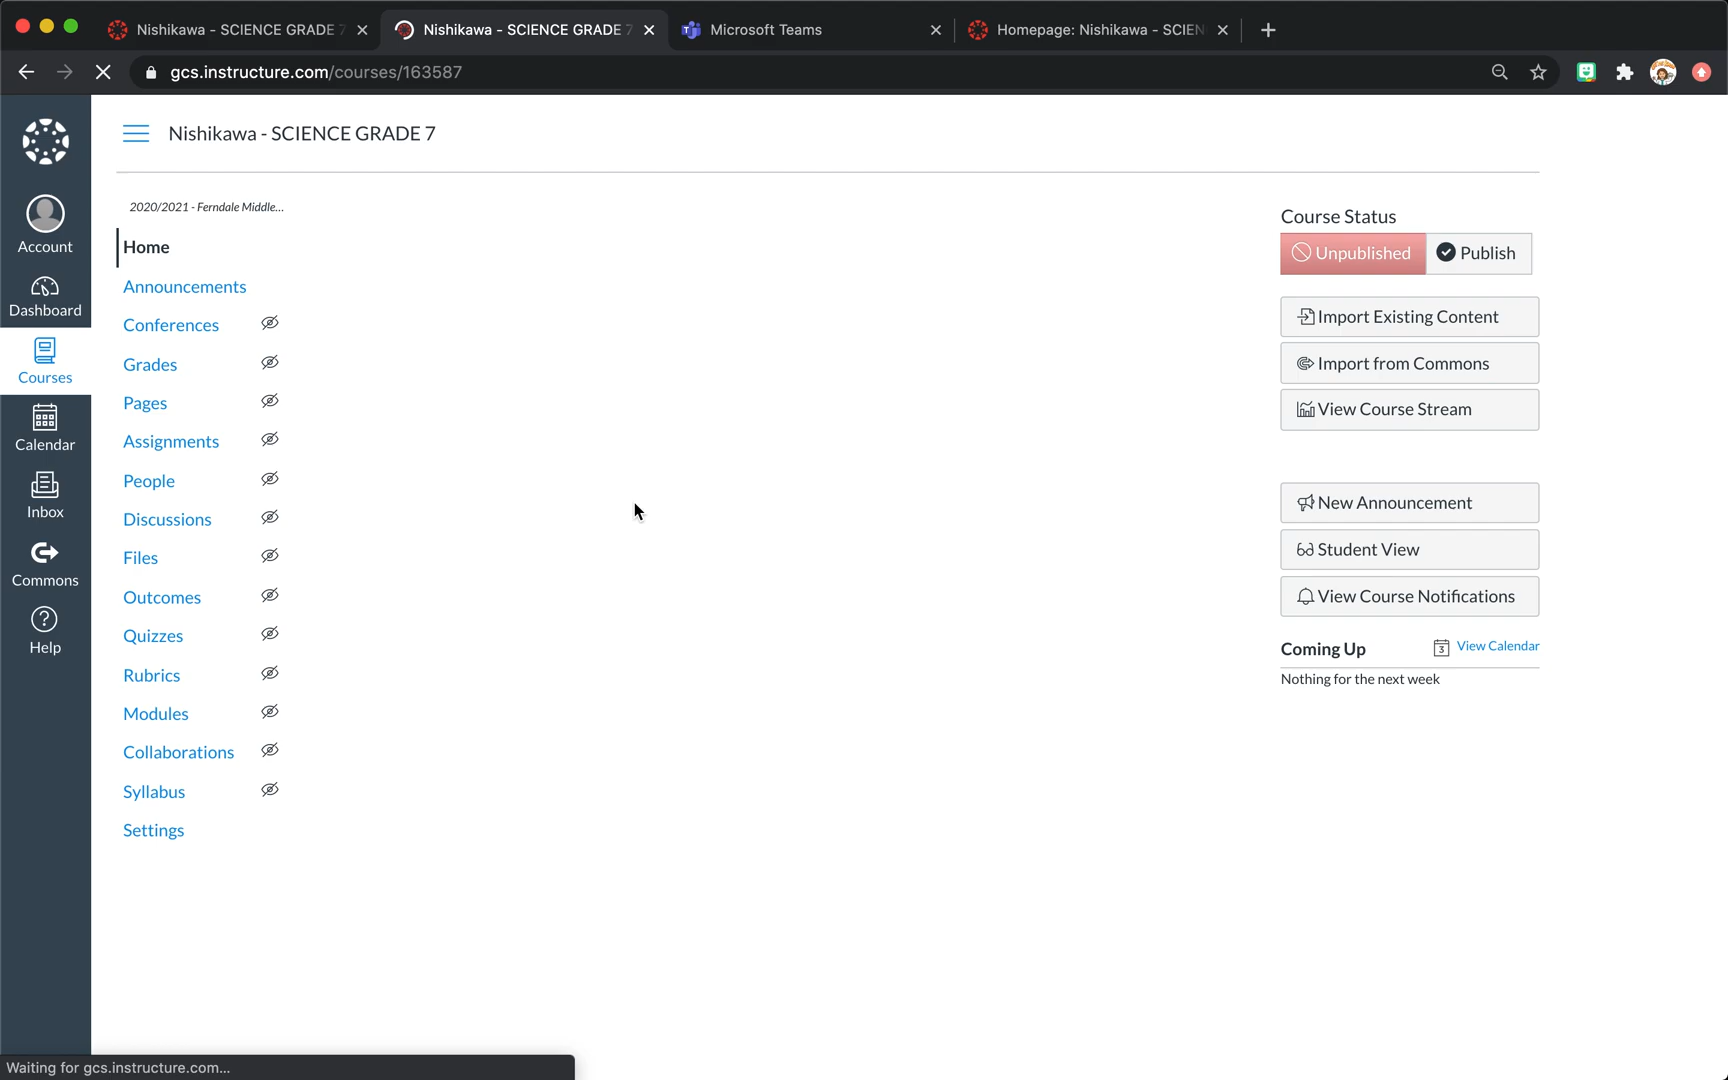 Nishikawa - SCIENCE GRADE 7
Nishikawa - SCIENCE GRADE 7
Microsoft Teams
Homepage: Nishikawa - SCIEN
gcs.instructure.com/courses/163587
Account
Dashboard
Courses
Calendar
Inbox
Commons
Help
Nishikawa - SCIENCE GRADE 7
2020/2021 - Ferndale Middle...
Home
Announcements
Conferences
Grades
Pages
Assignments
People
Discussions
Files
Outcomes
Quizzes
Rubrics
Modules
Collaborations
Syllabus
Settings
Course Status
Unpublished
Publish
Import Existing Content
Import from Commons
View Course Stream
New Announcement
Student View
View Course Notifications
Coming Up
3 View Calendar
Nothing for the next week
Waiting for gcs.instructure.com...